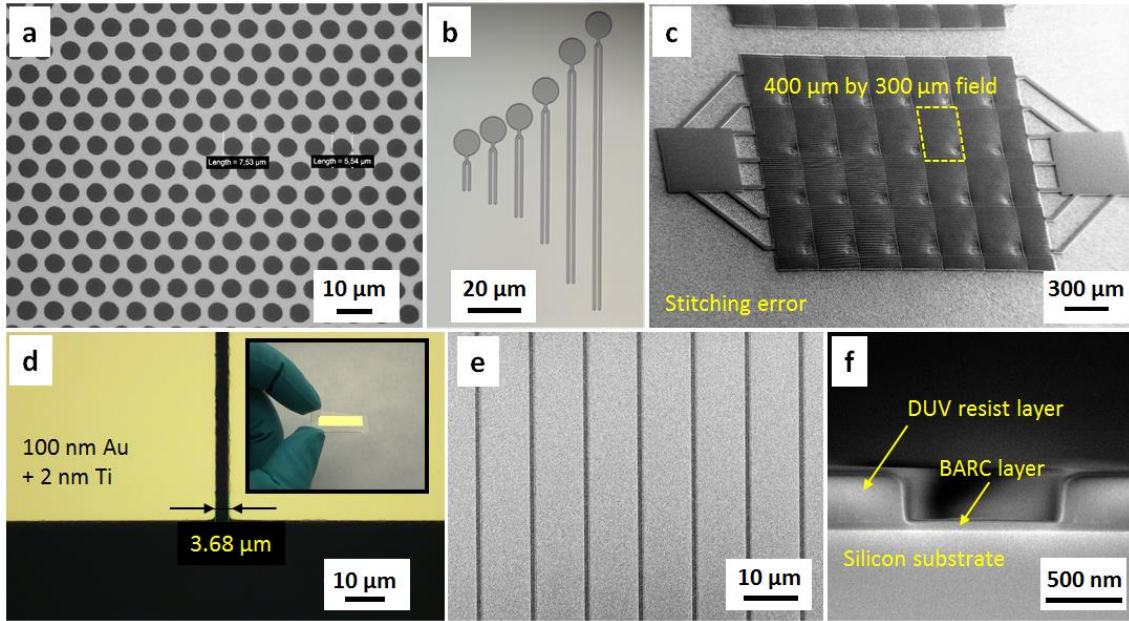 a
Length = 7,53 µm
Length = 5,54 µm
10 µm
b
20 µm
c
400 µm by 300 µm field
Stitching error
300 µm
d
100 nm Au
+ 2 nm Ti
3.68 µm
10 µm
e
10 µm
f
DUV resist layer
BARC layer
Silicon substrate
500 nm